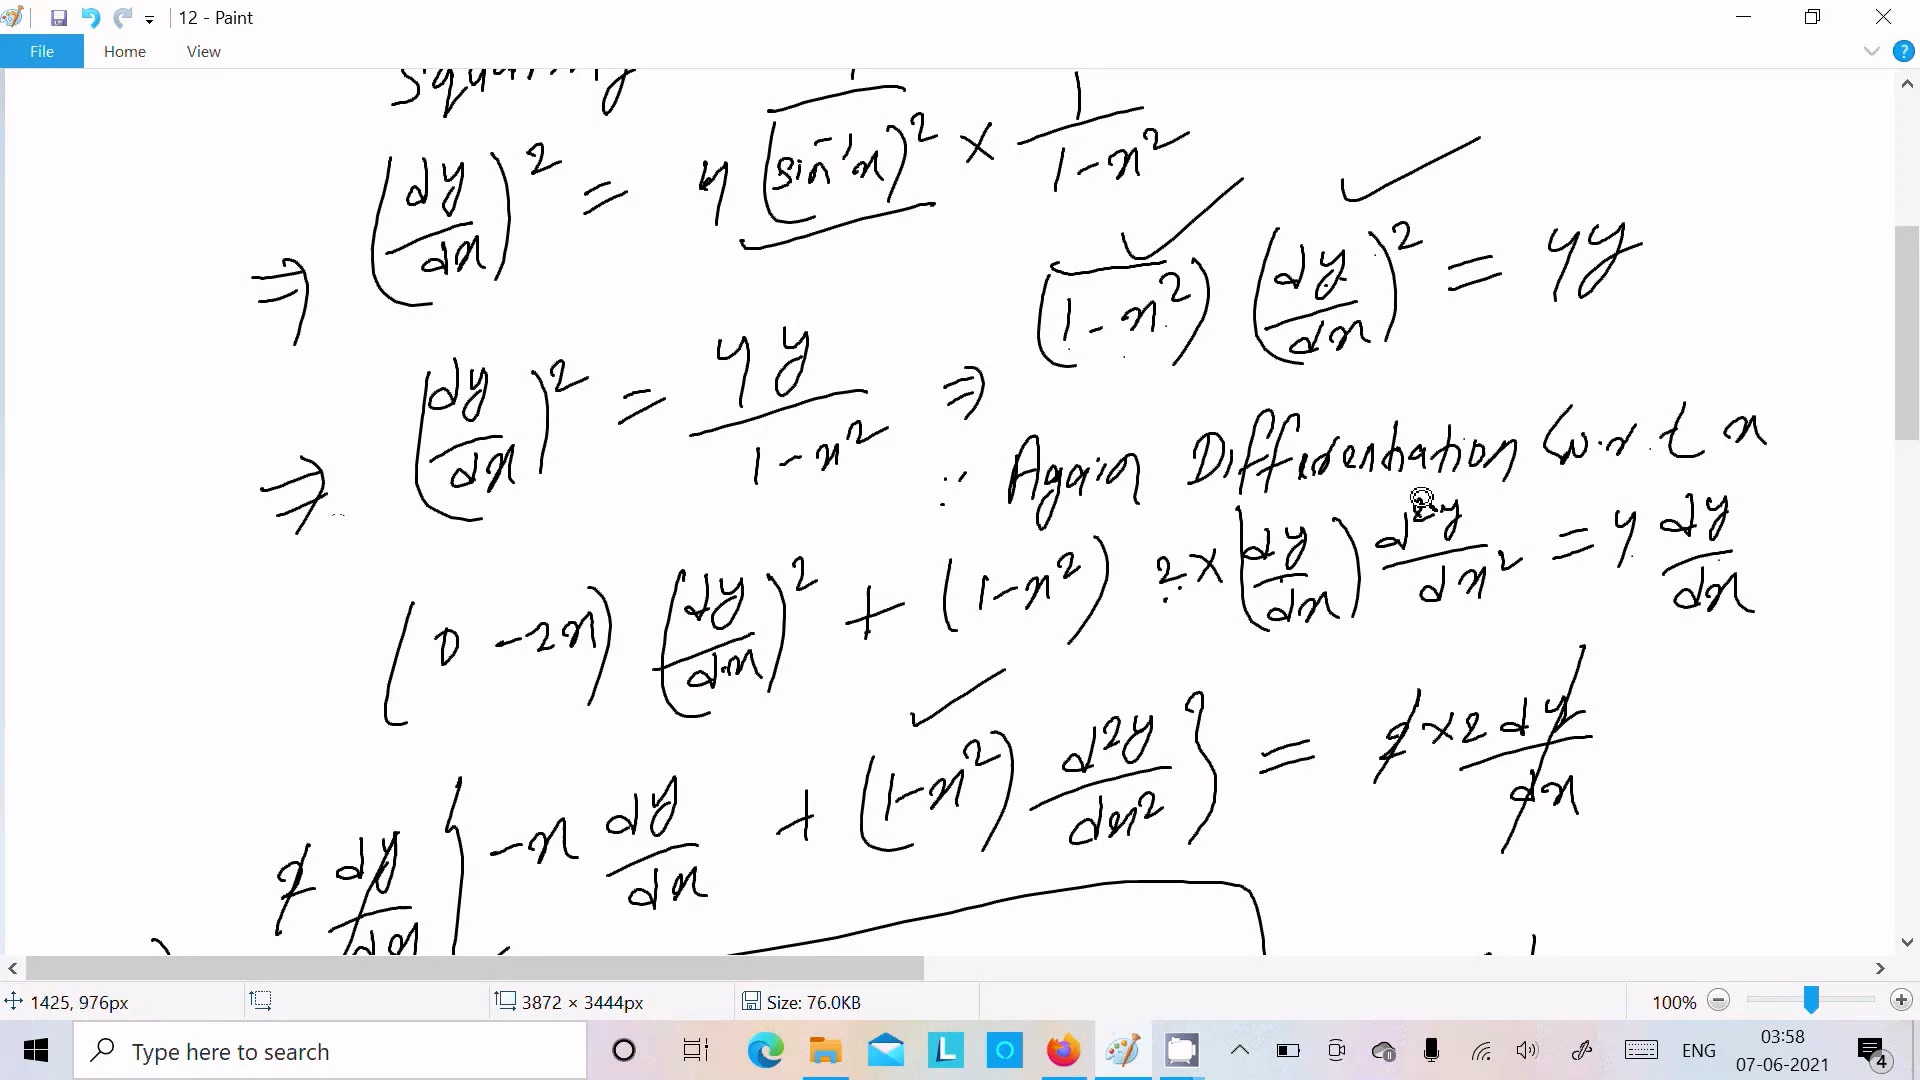 12 - Paint
File Home View
Squaring
⇒ (dy/dx)² = 4 (sin⁻¹x)² × 1/(1-x²)
⇒ (dy/dx)² = 4y/(1-x²) ⇒ (1-x²) (dy/dx)² = 4y
∵ Again Differentiation w.r.t x
(0 -2x) (dy/dx)² + (1-x²) 2 × (dy/dx) d²y/dx² = 4 dy/dx
2 dy/dx { -x dy/dx + (1-x²) d²y/dx² } = 2 × 2 dy/dx
1425, 976px 3872 × 3444px Size: 76.0KB 100%
Type here to search ENG 03:58
07-06-2021 4